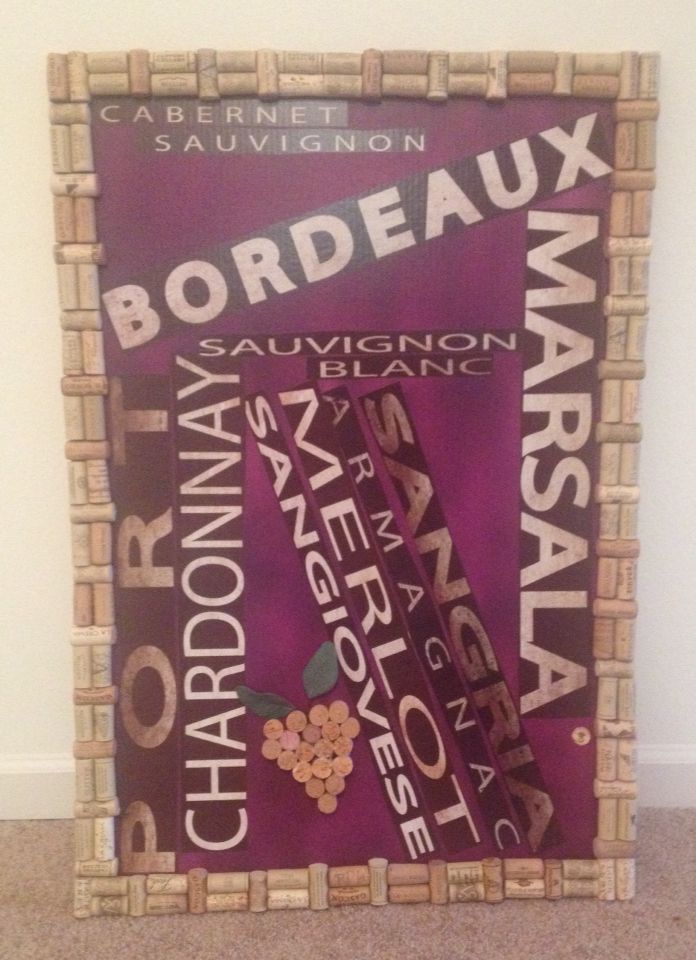 CABERNET
SAUVIGNON
BORDEAUX
MARSALA
SAUVIGNON
BLANC
PORT
CHARDONNAY
SANGIOVESE
MERLOT
ARMAGNAC
SANGRIA